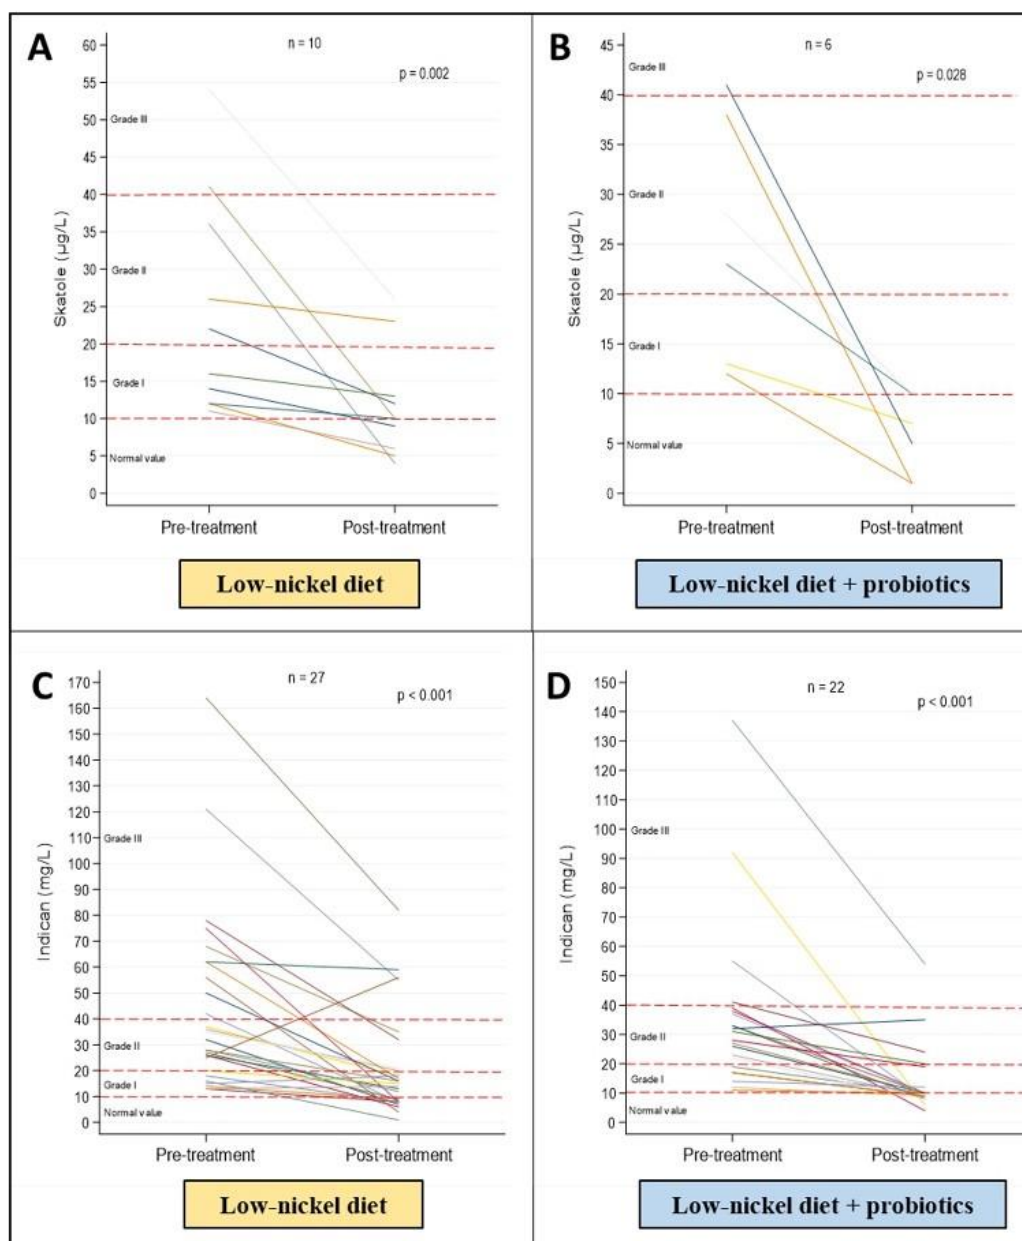 A
n = 10
p = 0.002
Skatole (µg/L)
60
55
50
45
40
35
30
25
20
15
10
5
0
Grade III
Grade II
Grade I
Normal value
Pre-treatment
Post-treatment
Low-nickel diet
B
n = 6
p = 0.028
Skatole (µg/L)
45
40
35
30
25
20
15
10
5
0
Grade III
Grade II
Grade I
Normal value
Pre-treatment
Post-treatment
Low-nickel diet + probiotics
C
n = 27
p < 0.001
Indican (mg/L)
170
160
150
140
130
120
110
100
90
80
70
60
50
40
30
20
10
0
Grade III
Grade II
Grade I
Normal value
Pre-treatment
Post-treatment
Low-nickel diet
D
n = 22
p < 0.001
Indican (mg/L)
150
140
130
120
110
100
90
80
70
60
50
40
30
20
10
0
Grade III
Grade II
Grade I
Normal value
Pre-treatment
Post-treatment
Low-nickel diet + probiotics